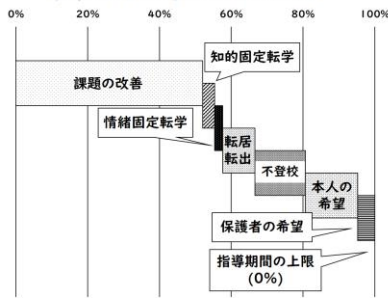 0%
20%
40%
60%
80%
100%
知的固定転学
課題の改善
情緒固定転学
転居
転出
不登校
本人の
希望
保護者の希望
指導期間の上限
(0%)